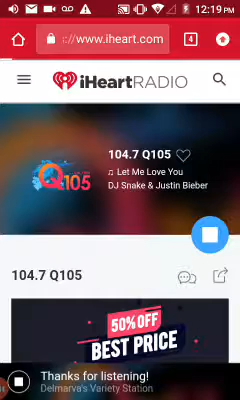 12:19 PM
://www.iheart.com
4
iHeartRADIO
Q105
104.7 Q105
♫ Let Me Love You
DJ Snake & Justin Bieber
104.7 Q105
50% OFF
BEST PRICE
Thanks for listening!
Delmarva's Variety Station